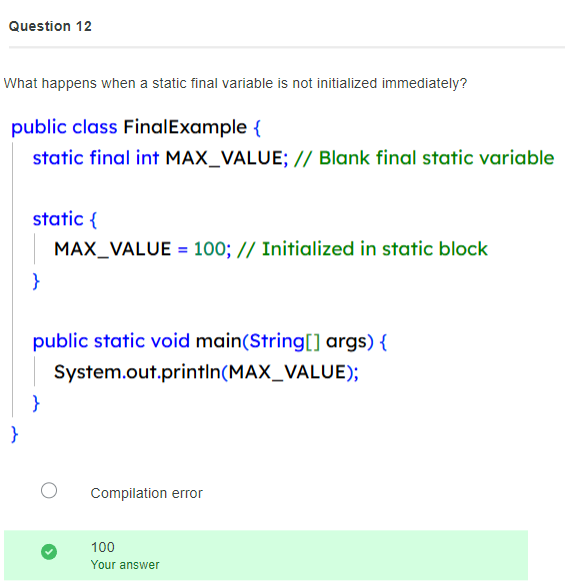 Question 12
What happens when a static final variable is not initialized immediately?
public class FinalExample {
static final int MAX_VALUE; // Blank final static variable
static {
MAX_VALUE = 100; // Initialized in static block
}
public static void main(String[] args) {
System.out.println(MAX_VALUE);
}
}
Compilation error
100
Your answer